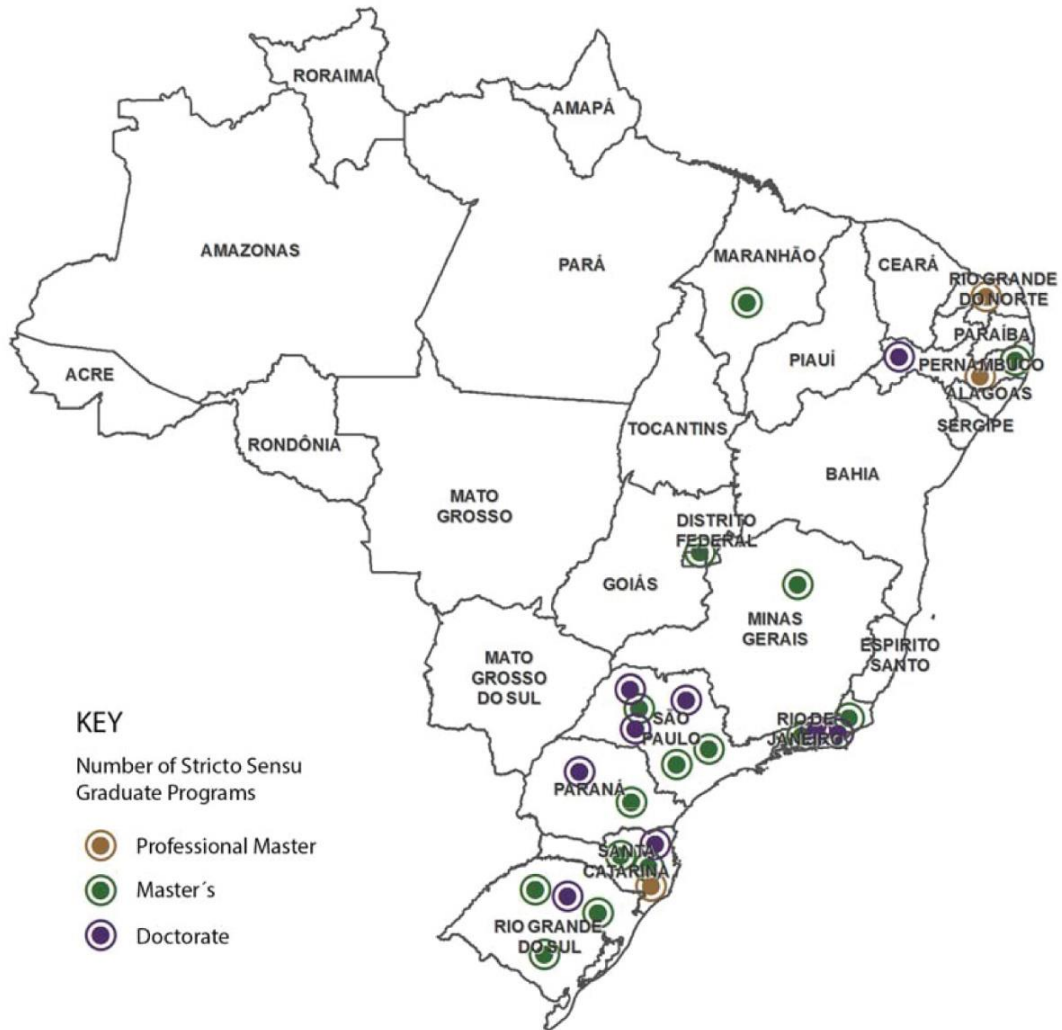 RORAIMA
AMAPÁ
AMAZONAS
PARÁ
MARANHÃO
CEARÁ
RIO GRANDE
DO NORTE
PARAÍBA
PIAUÍ
PERNAMBUCO
ALAGOAS
SERGIPE
ACRE
RONDÔNIA
TOCANTINS
BAHIA
MATO
GROSSO
DISTRITO
FEDERAL
GOIÁS
MINAS
GERAIS
ESPIRITO
SANTO
MATO
GROSSO
DO SUL
SÃO
PAULO
RIO DE
JANEIRO
PARANÁ
SANTA
CATARINA
RIO GRANDE
DO SUL
KEY
Number of Stricto Sensu
Graduate Programs
Professional Master
Master´s
Doctorate